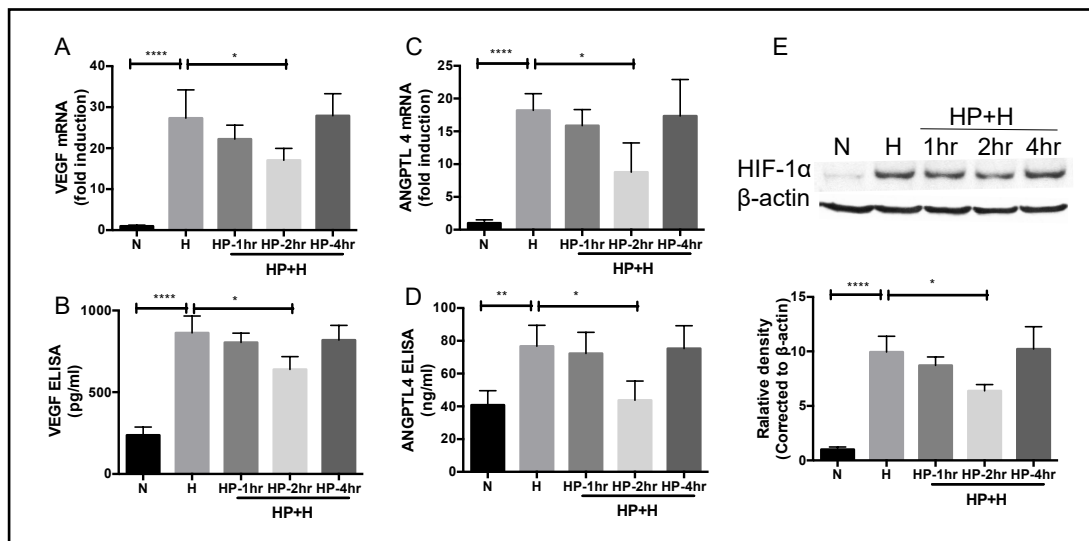 A
**** *
VEGF mRNA
(fold induction)
40
30
20
10
0
N H HP-1hr HP-2hr HP-4hr
HP+H
C
**** *
ANGPTL 4 mRNA
(fold induction)
25
20
15
10
5
0
N H HP-1hr HP-2hr HP-4hr
HP+H
E
HP+H
N H 1hr 2hr 4hr
HIF-1α
β-actin
B
**** *
VEGF ELISA
(pg/ml)
1000
500
0
N H HP-1hr HP-2hr HP-4hr
HP+H
D
** *
ANGPTL4 ELISA
(ng/ml)
100
80
60
40
20
0
N H HP-1hr HP-2hr HP-4hr
HP+H
**** *
Ralative density
(Corrected to β-actin)
15
10
5
0
N H HP-1hr HP-2hr HP-4hr
HP+H